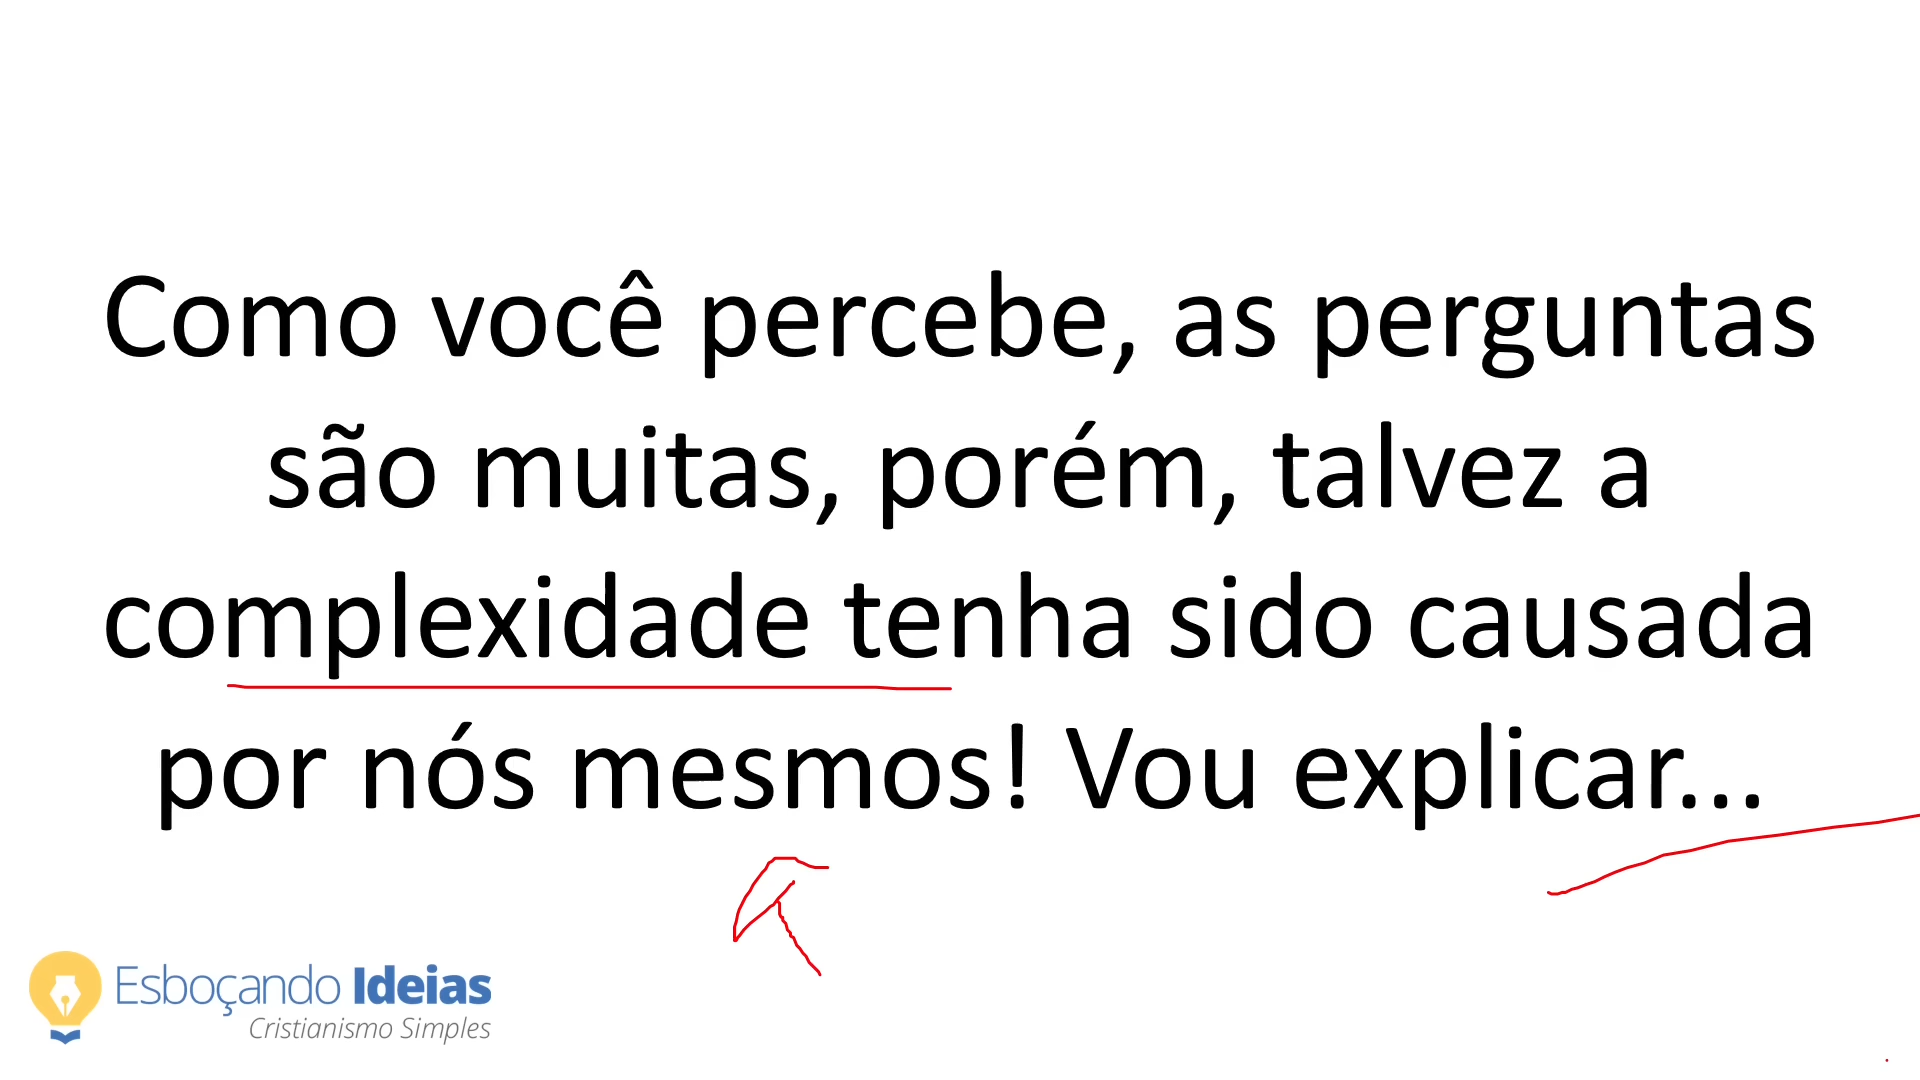 Como você percebe, as perguntas
são muitas, porém, talvez a
complexidade tenha sido causada
por nós mesmos! Vou explicar...
Esboçando Ideias
Cristianismo Simples